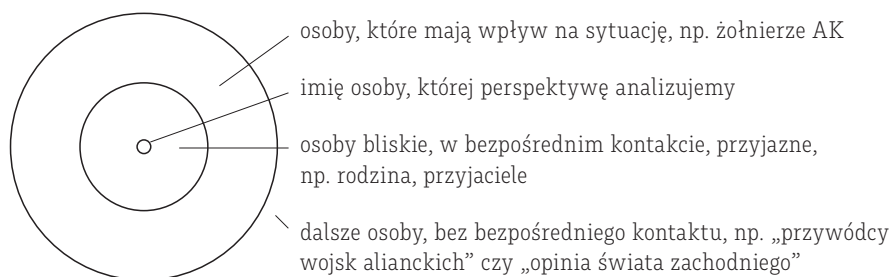 osoby, które mają wpływ na sytuację, np. żołnierze AK
imię osoby, której perspektywę analizujemy
osoby bliskie, w bezpośrednim kontakcie, przyjazne,
np. rodzina, przyjaciele
dalsze osoby, bez bezpośredniego kontaktu, np. „przywódcy
wojsk alianckich” czy „opinia świata zachodniego”